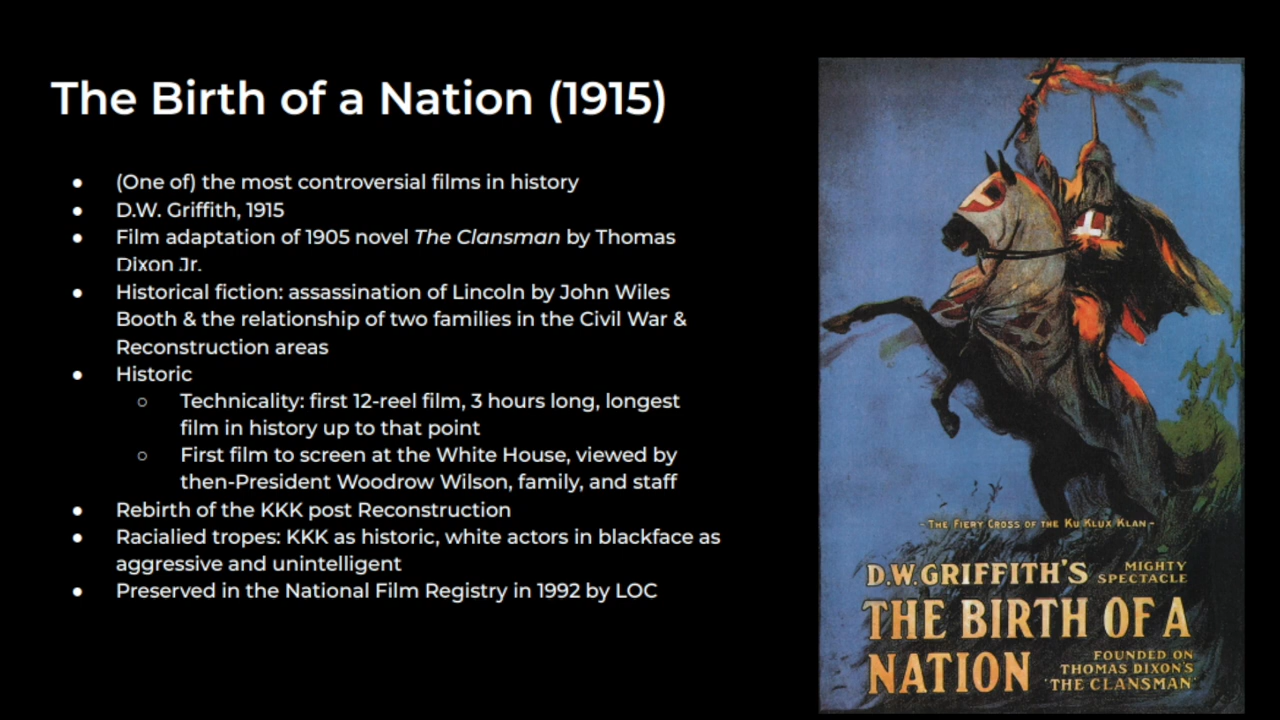 The Birth of a Nation (1915)
● (One of) the most controversial films in history
● D.W. Griffith, 1915
● Film adaptation of 1905 novel The Clansman by Thomas
Dixon Jr.
● Historical fiction: assassination of Lincoln by John Wiles
Booth & the relationship of two families in the Civil War &
Reconstruction areas
● Historic
○ Technicality: first 12-reel film, 3 hours long, longest
film in history up to that point
○ First film to screen at the White House, viewed by
then-President Woodrow Wilson, family, and staff
● Rebirth of the KKK post Reconstruction
● Racialied tropes: KKK as historic, white actors in blackface as
aggressive and unintelligent
● Preserved in the National Film Registry in 1992 by LOC
- THE FIERY CROSS OF THE KU KLUX KLAN -
D.W. GRIFFITH'S
MIGHTY
SPECTACLE
THE BIRTH OF A
NATION
FOUNDED ON
THOMAS DIXON'S
'THE CLANSMAN'